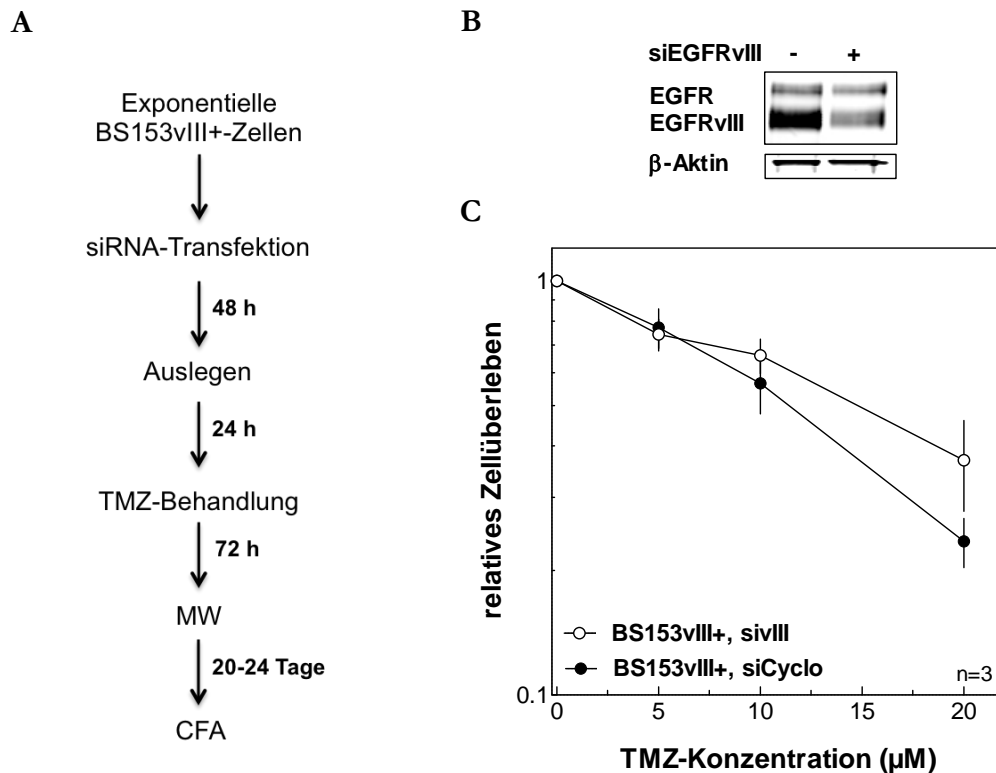 A
Exponentielle
BS153vIII+-Zellen
siRNA-Transfektion
48 h
Auslegen
24 h
TMZ-Behandlung
72 h
MW
20-24 Tage
CFA
B
siEGFRvIII - +
EGFR
EGFRvIII
β-Aktin
C
relatives Zellüberleben
1
0.1
BS153vIII+, sivIII
BS153vIII+, siCyclo
n=3
0 5 10 15 20
TMZ-Konzentration (µM)